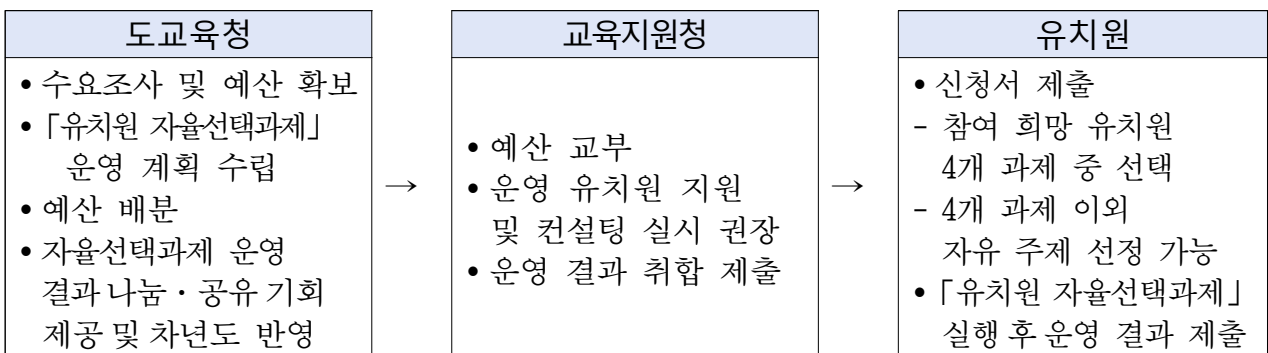 도교육청
• 수요조사 및 예산 확보
• 「유치원 자율선택과제」
운영 계획 수립
• 예산 배분
• 자율선택과제 운영
결과 나눔·공유 기회
제공 및 차년도 반영
→
교육지원청
• 예산 교부
• 운영 유치원 지원
및 컨설팅 실시 권장
• 운영 결과 취합 제출
→
유치원
• 신청서 제출
- 참여 희망 유치원
4개 과제 중 선택
- 4개 과제 이외
자유 주제 선정 가능
• 「유치원 자율선택과제」
실행 후 운영 결과 제출